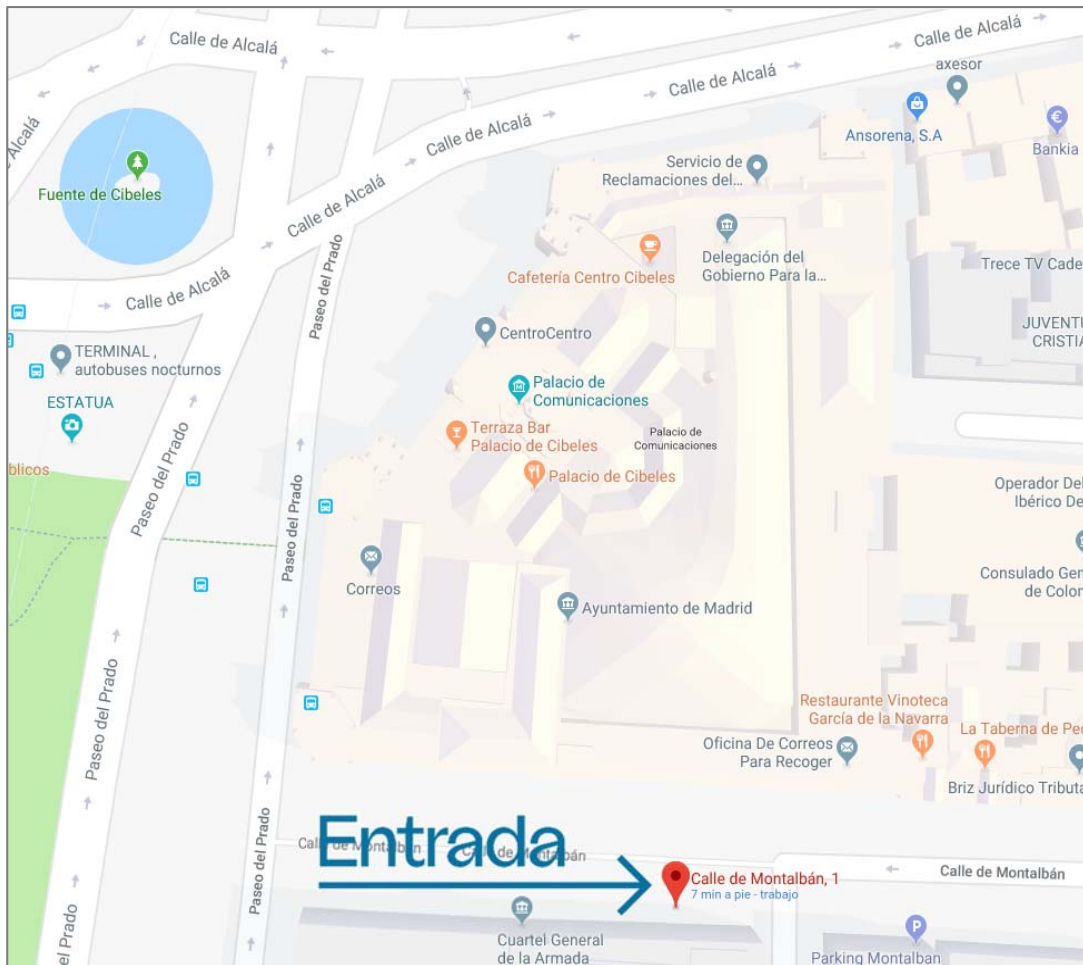 Calle de Alcalá
Calle de Alcalá
axesor
Ansorena, S.A
Bankia
Calle de Alcalá
Alcalá
Calle de Alcalá
Servicio de
Reclamaciones del...
Fuente de Cibeles
Calle de Alcalá
Delegación del
Gobierno Para la...
Trece TV Cade
Cafetería Centro Cibeles
Calle de Alcalá
Paseo del Prado
JUVENTU
CRISTIA
CentroCentro
TERMINAL ,
autobuses nocturnos
Palacio de
Comunicaciones
ESTATUA
Terraza Bar
Palacio de Cibeles
Palacio de
Comunicaciones
blicos
Palacio de Cibeles
Paseo del Prado
Operador Del
Ibérico De
Paseo del Prado
Correos
Consulado Gen
de Colom
Ayuntamiento de Madrid
Paseo del Prado
Restaurante Vinoteca
García de la Navarra
Oficina De Correos
Para Recoger
La Taberna de Ped
Briz Jurídico Tributa
Entrada
Calle de Montalbán
Calle de Montalbán
Paseo del Prado
Calle de Montalbán
Calle de Montalbán, 1
7 min a pie - trabajo
Cuartel General
de la Armada
el Prado
Parking Montalban